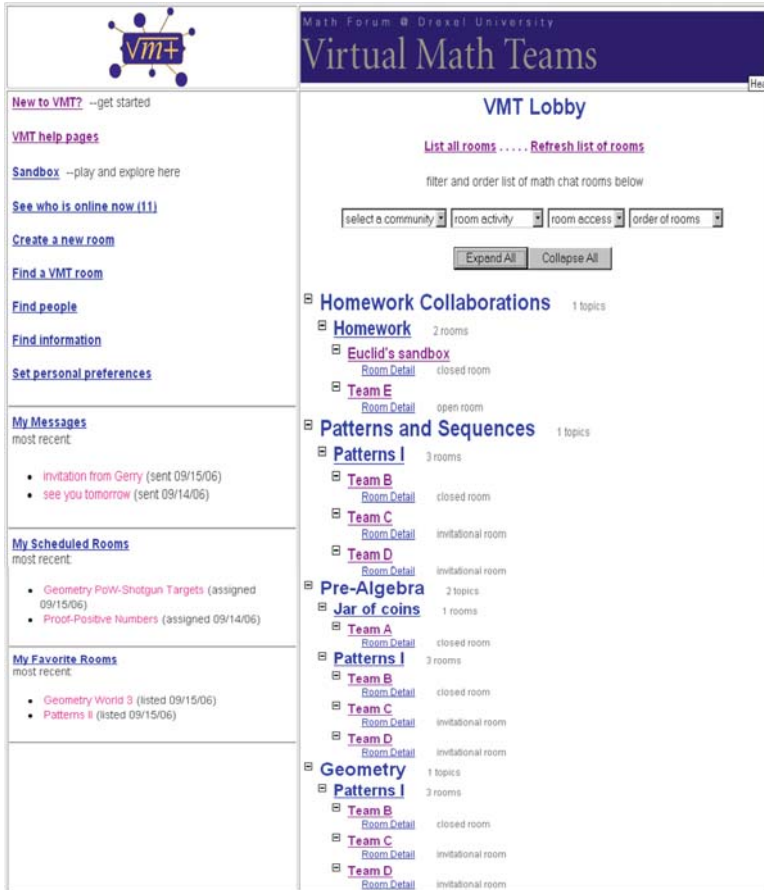 √m+
Math Forum @ Drexel University
Virtual Math Teams
Hea
New to VMT? --get started
VMT help pages
Sandbox --play and explore here
See who is online now (11)
Create a new room
Find a VMT room
Find people
Find information
Set personal preferences
My Messages
most recent:
• invitation from Gerry (sent 09/15/06)
• see you tomorrow (sent 09/14/06)
My Scheduled Rooms
most recent:
• Geometry PoW-Shotgun Targets (assigned
09/15/06)
• Proof-Positive Numbers (assigned 09/14/06)
My Favorite Rooms
most recent:
• Geometry World 3 (listed 09/15/06)
• Patterns II (listed 09/15/06)
VMT Lobby
List all rooms . . . . . Refresh list of rooms
filter and order list of math chat rooms below
select a community room activity room access order of rooms
Expand All Collapse All
Homework Collaborations 1 topics
Homework 2 rooms
Euclid's sandbox
Room Detail closed room
Team E
Room Detail open room
Patterns and Sequences 1 topics
Patterns I 3 rooms
Team B
Room Detail closed room
Team C
Room Detail invitational room
Team D
Room Detail invitational room
Pre-Algebra 2 topics
Jar of coins 1 rooms
Team A
Room Detail closed room
Patterns I 3 rooms
Team B
Room Detail closed room
Team C
Room Detail invitational room
Team D
Room Detail invitational room
Geometry 1 topics
Patterns I 3 rooms
Team B
Room Detail closed room
Team C
Room Detail invitational room
Team D
Room Detail invitational room